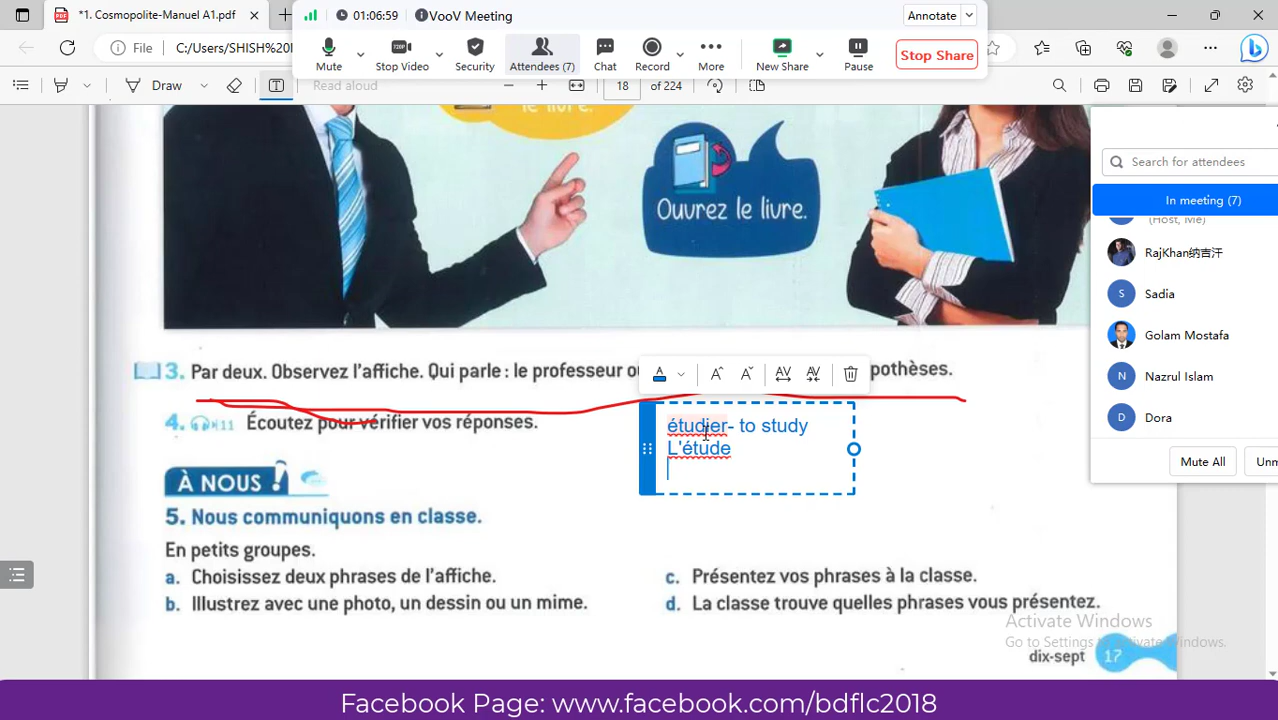 *1. Cosmopolite-Manuel A1.pdf
01:06:59
VooV Meeting
Annotate
File
C:/Users/SHISH
Mute
Stop Video
Security
Attendees (7)
Chat
Record
More
New Share
Pause
Stop Share
Draw
Read aloud
18 of 224
le livre.
Ouvrez le livre.
Search for attendees
In meeting (7)
(Host, Me)
RajKhan纳吉汗
S Sadia
Golam Mostafa
N Nazrul Islam
D Dora
Mute All
3. Par deux. Observez l'affiche. Qui parle : le professeur
4. 11 Écoutez pour vérifier vos réponses.
étudier- to study
L'étude
À NOUS !
5. Nous communiquons en classe.
En petits groupes.
a. Choisissez deux phrases de l'affiche.
b. Illustrez avec une photo, un dessin ou un mime.
c. Présentez vos phrases à la classe.
d. La classe trouve quelles phrases vous présentez.
Activate Windows
Go to Settings to activate Windows.
dix-sept 17
Facebook Page: www.facebook.com/bdflc2018